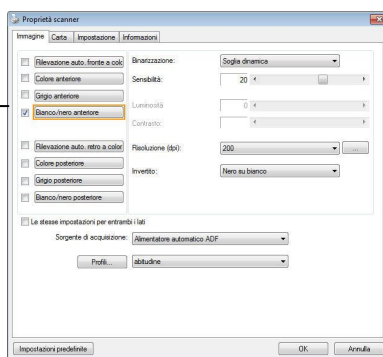 Proprietà scanner
Immagine Carta Impostazione Informazioni
Rilevazione auto. fronte a colo
Binarizzazione: Soglia dinamica
Colore anteriore
Sensibilità: 20
Grigio anteriore
Luminosità 0
Bianco/nero anteriore
Contrasto:
Rilevazione auto. retro a color
Risoluzione (dpi): 200 ...
Colore posteriore
Invertito: Nero su bianco
Grigio posteriore
Bianco/nero posteriore
Le stesse impostazioni per entrambi i lati
Sorgente di acquisizione: Alimentatore automatico ADF
Profili... abitudine
Impostazioni predefinite OK Annulla